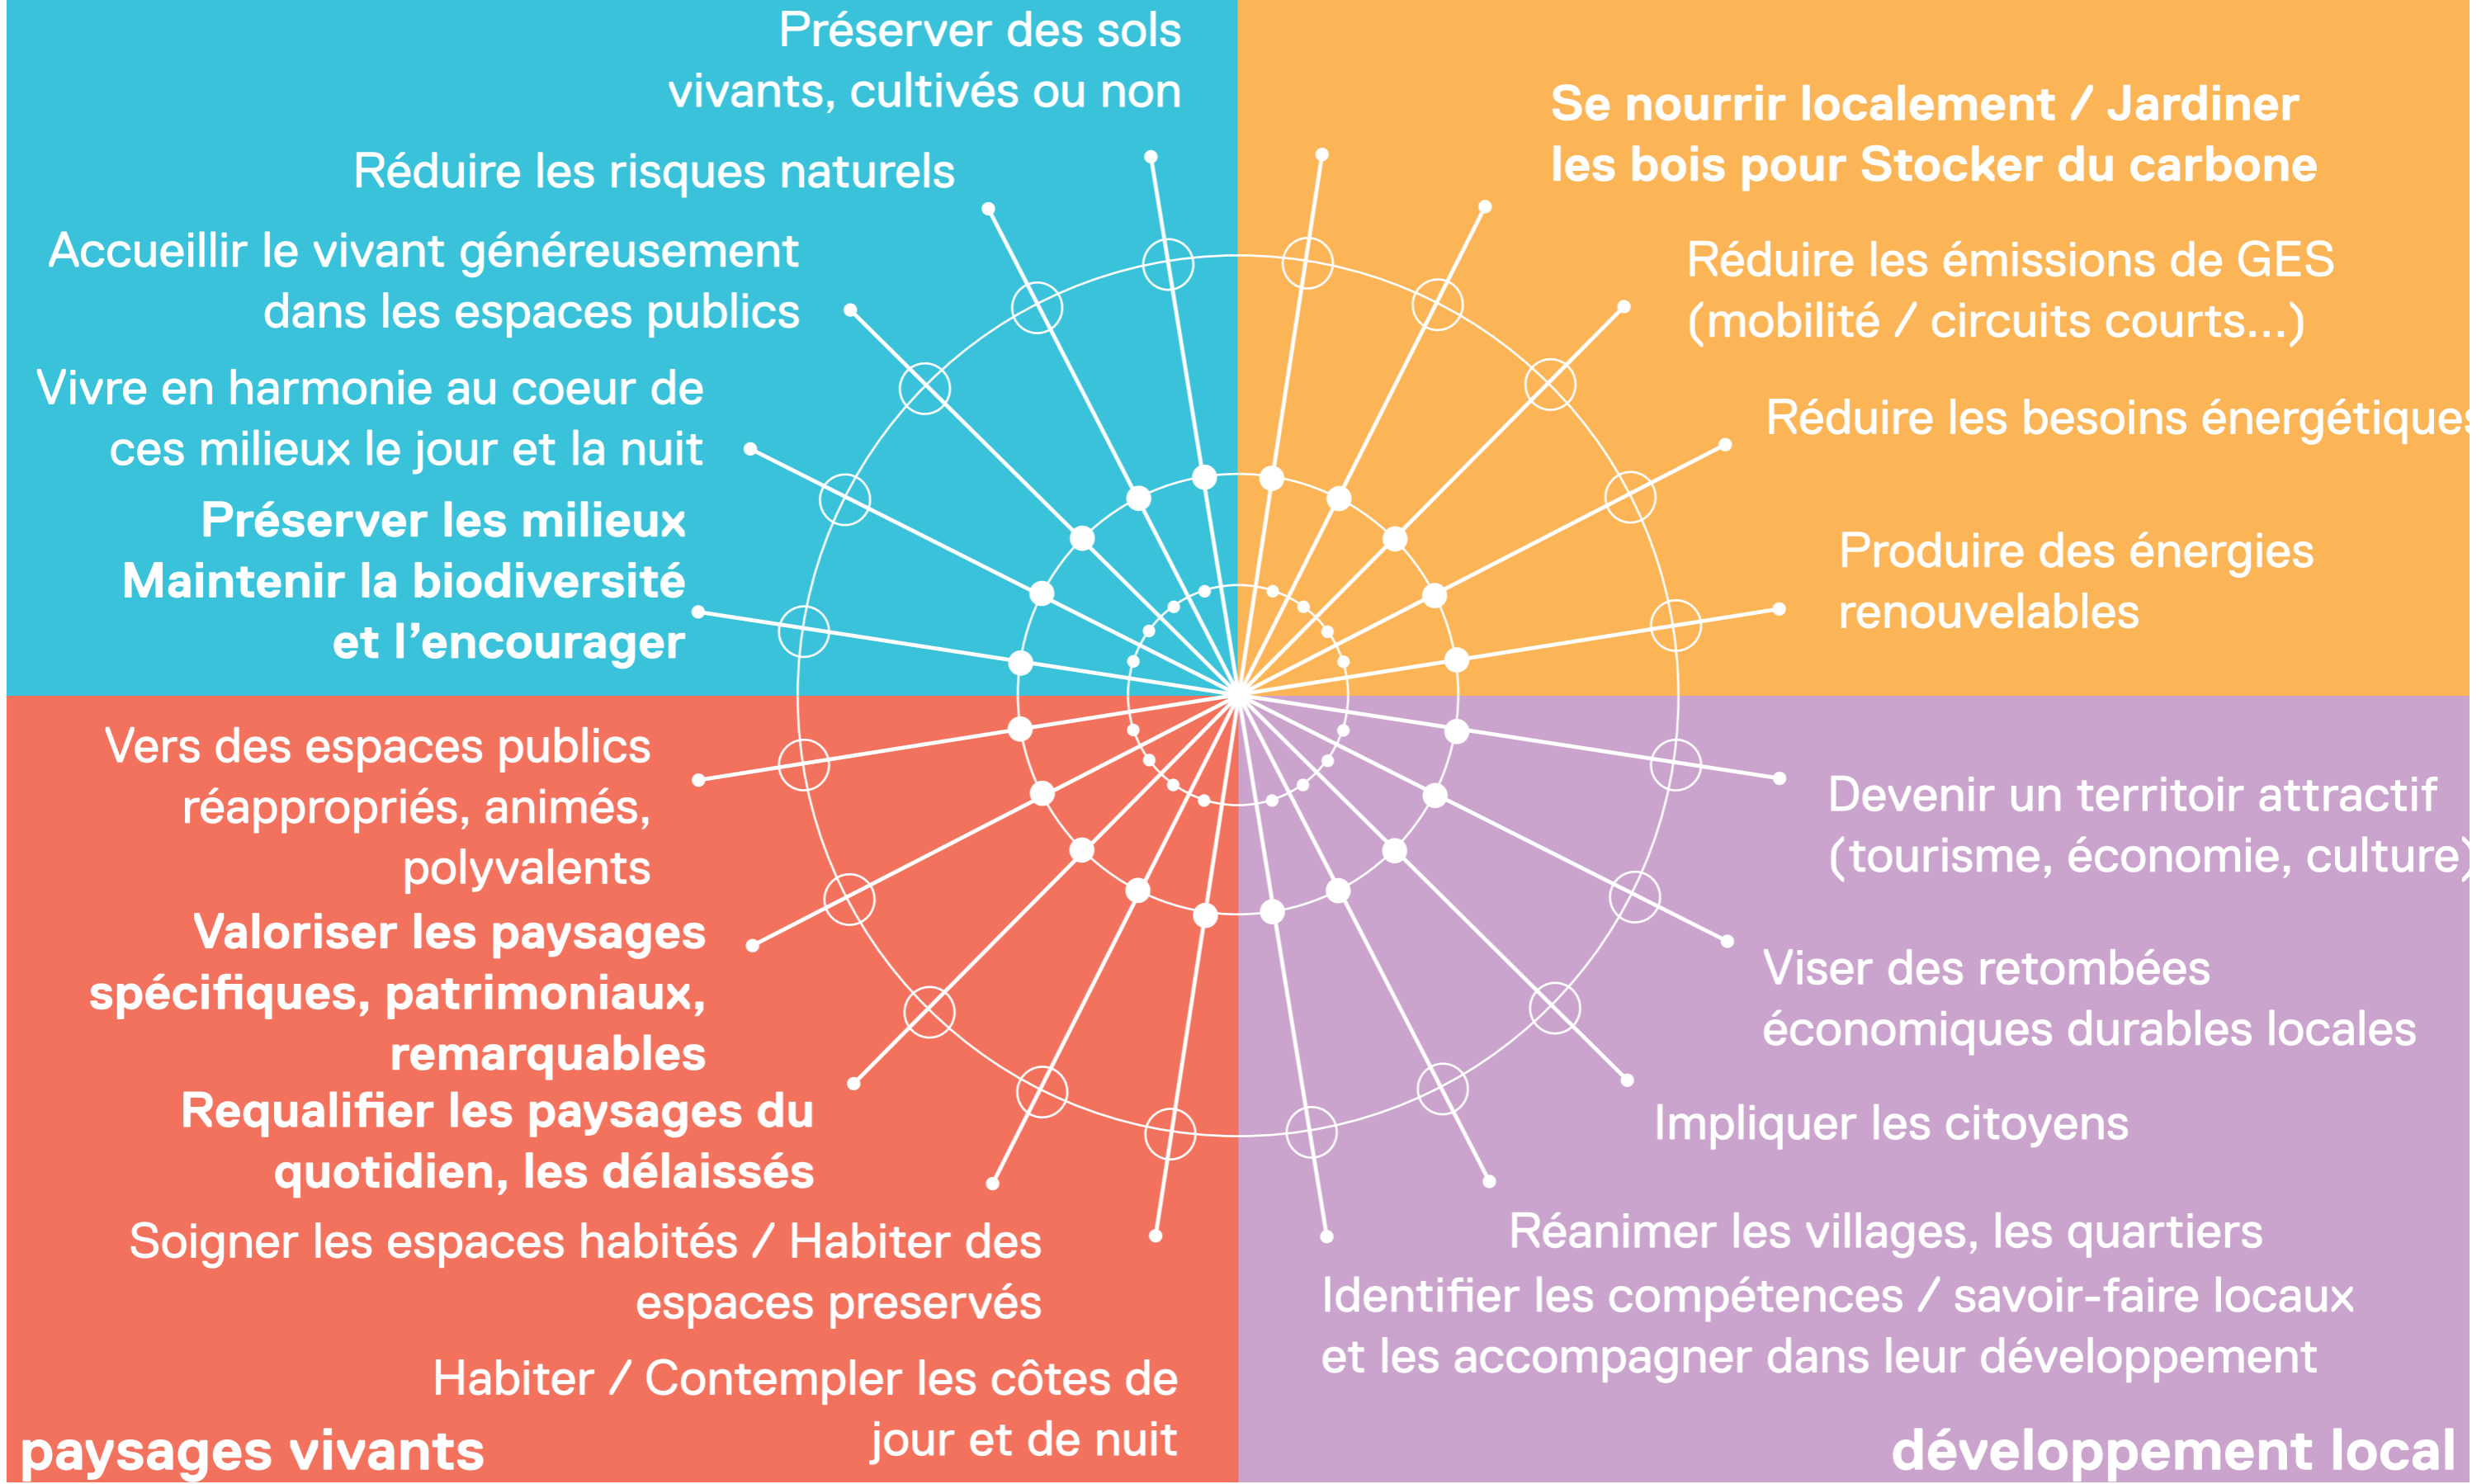 Préserver des sols
vivants, cultivés ou non
Réduire les risques naturels
Accueillir le vivant généreusement
dans les espaces publics
Vivre en harmonie au coeur de
ces milieux le jour et la nuit
Préserver les milieux
Maintenir la biodiversité
et l’encourager
Se nourrir localement / Jardiner
les bois pour Stocker du carbone
Réduire les émissions de GES
(mobilité / circuits courts...)
Réduire les besoins énergétiques
Produire des énergies
renouvelables
Vers des espaces publics
réappropriés, animés,
polyvalents
Valoriser les paysages
spécifiques, patrimoniaux,
remarquables
Requalifier les paysages du
quotidien, les délaissés
Soigner les espaces habités / Habiter des
espaces preservés
Habiter / Contempler les côtes de
jour et de nuit
paysages vivants
Devenir un territoir attractif
(tourisme, économie, culture)
Viser des retombées
économiques durables locales
Impliquer les citoyens
Réanimer les villages, les quartiers
Identifier les compétences / savoir-faire locaux
et les accompagner dans leur développement
développement local